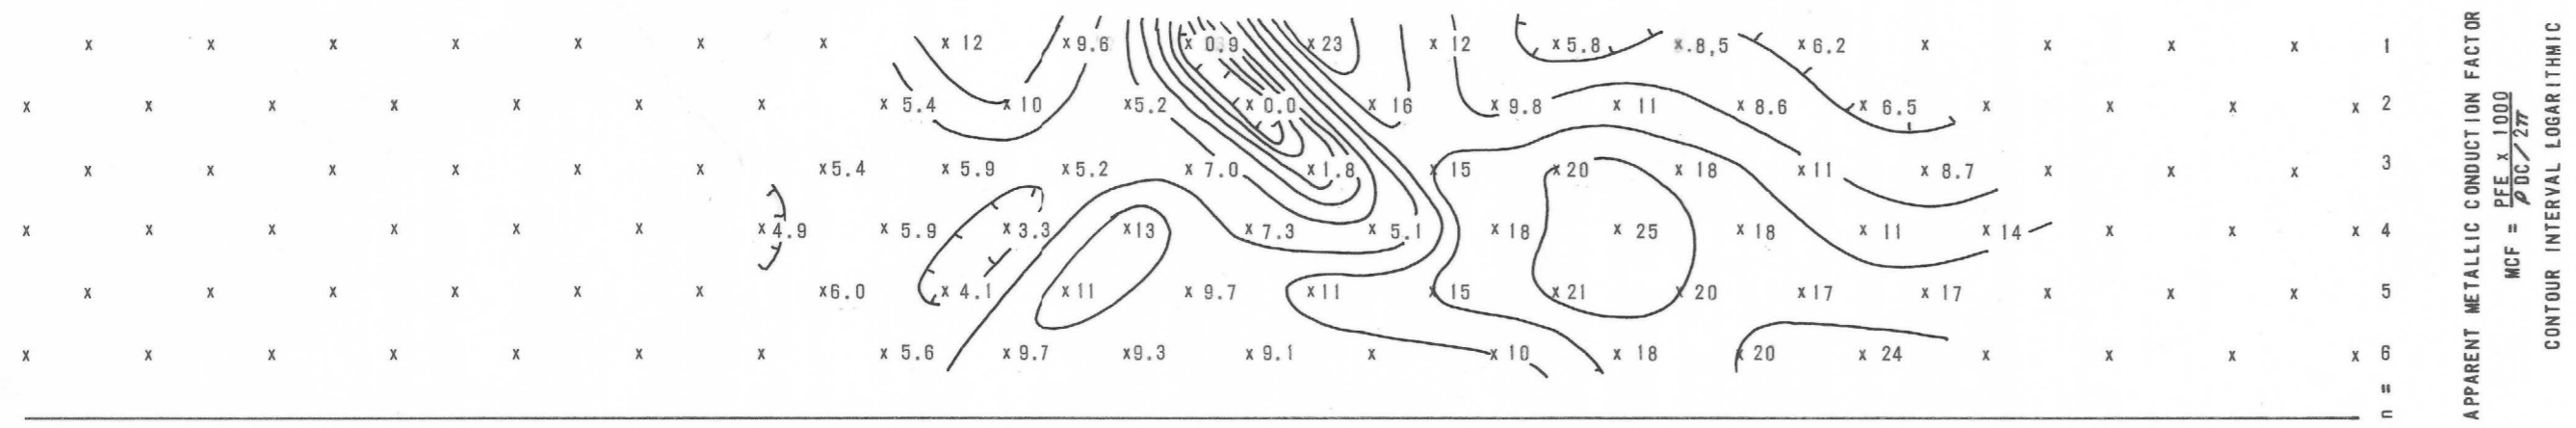 x x x x x x x x 12 x 9.6 x 0.9 x 23 x 12 x 5.8 x .8,5 x 6.2 x x x x 1
x x x x x x x x 5.4 x 10 x 5.2 x 0.0 x 16 x 9.8 x 11 x 8.6 x 6.5 x x x x 2
x x x x x x x 5.4 x 5.9 x 5.2 x 7.0 x 1.8 x 15 x 20 x 18 x 11 x 8.7 x x x 3
x x x x x x x 4.9 x 5.9 x 3.3 x 13 x 7.3 x 5.1 x 18 x 25 x 18 x 11 x 14 x x x 4
x x x x x x x 6.0 x 4.1 x 11 x 9.7 x 11 x 15 x 21 x 20 x 17 x 17 x x x 5
x x x x x x x x 5.6 x 9.7 x 9.3 x 9.1 x x 10 x 18 x 20 x 24 x x x x 6
n =
APPARENT METALLIC CONDUCTION FACTOR
MCF = PFE x 1000
ρDC/2π
CONTOUR INTERVAL LOGARITHMIC